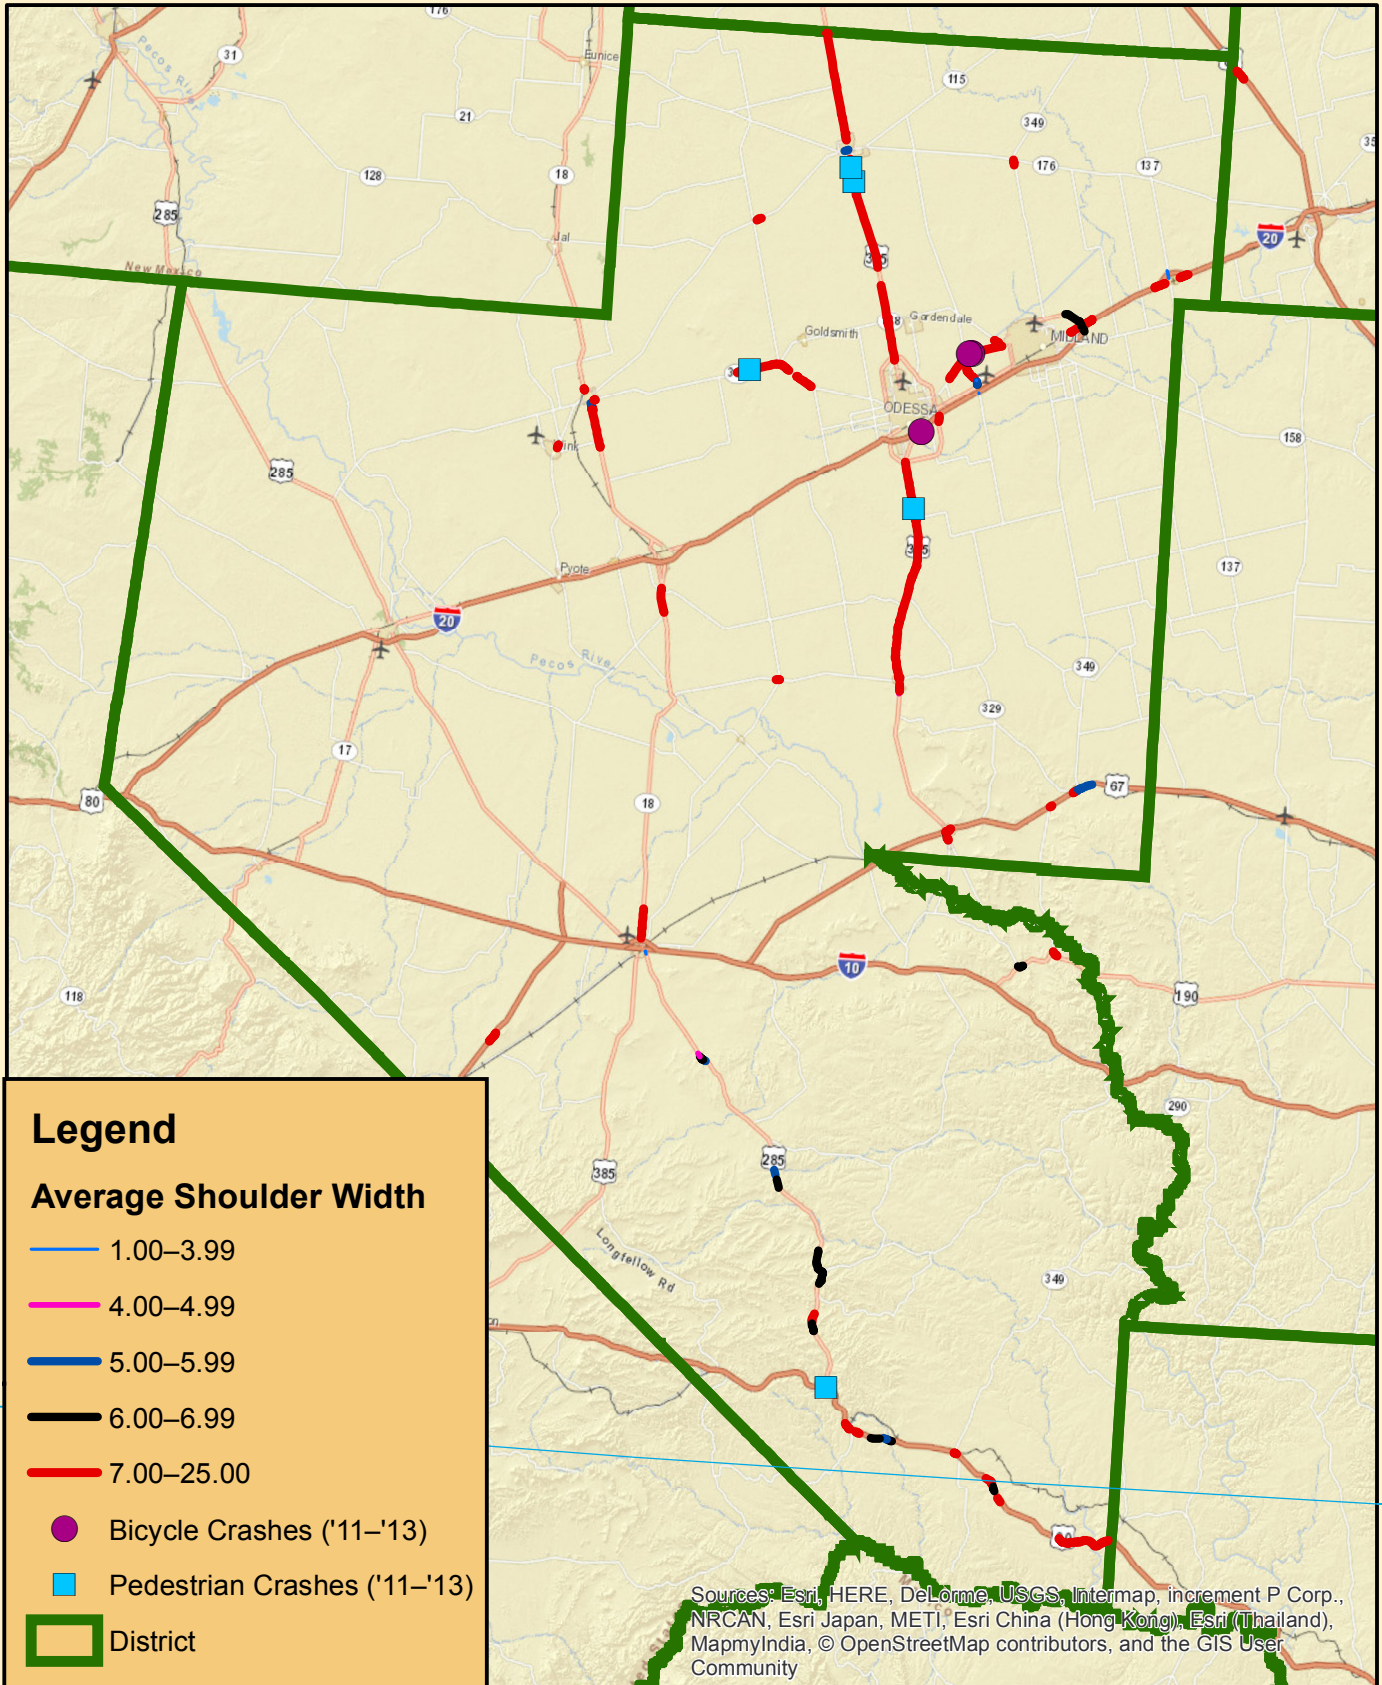 176
Eunice
31
Pecos River
115
21
349
35
128
18
176
137
285
Jal
20
New Mexico
Gardendale
Goldsmith
MIDLAND
ODESSA
158
285
137
Pyote
20
Pecos River
349
329
17
80
18
67
10
118
190
290
285
385
Longfellow Rd
349
Legend
Average Shoulder Width
1.00–3.99
4.00–4.99
5.00–5.99
6.00–6.99
7.00–25.00
Bicycle Crashes ('11–'13)
Pedestrian Crashes ('11–'13)
District
Sources: Esri, HERE, DeLorme, USGS, Intermap, increment P Corp.,
NRCAN, Esri Japan, METI, Esri China (Hong Kong), Esri (Thailand),
MapmyIndia, © OpenStreetMap contributors, and the GIS User
Community